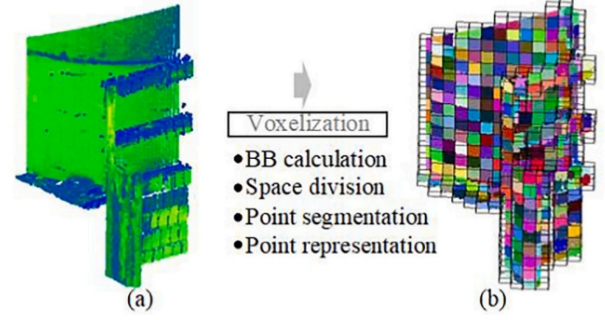 Voxelization
•BB calculation
•Space division
•Point segmentation
•Point representation
(a)
(b)